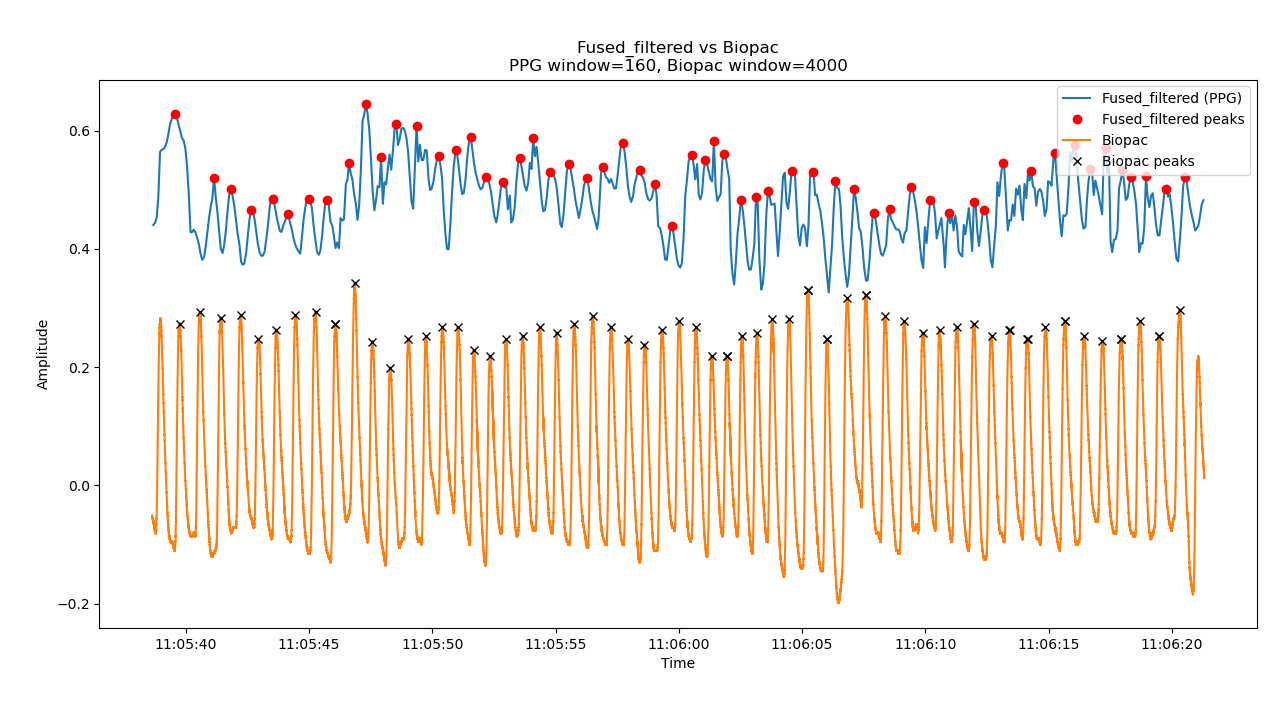 Fused_filtered vs Biopac
PPG window=160, Biopac window=4000
Fused_filtered (PPG)
Fused_filtered peaks
Biopac
Biopac peaks
Amplitude
0.6
0.4
0.2
0.0
−0.2
11:05:40
11:05:45
11:05:50
11:05:55
11:06:00
11:06:05
11:06:10
11:06:15
11:06:20
Time